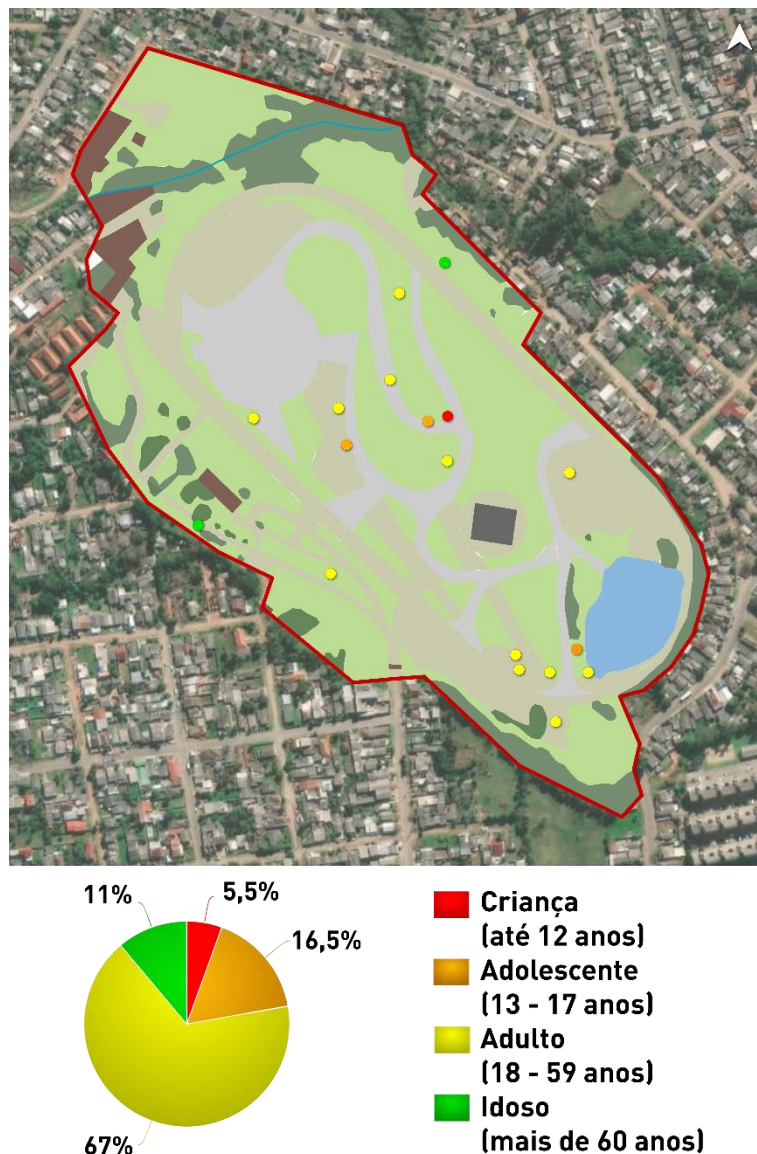 11%
5,5%
16,5%
67%
Criança
(até 12 anos)
Adolescente
(13 - 17 anos)
Adulto
(18 - 59 anos)
Idoso
(mais de 60 anos)